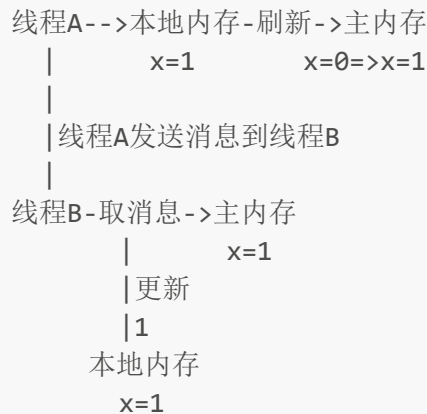 线程A-->本地内存-刷新->主内存
  |      x=1       x=0=>x=1
  |
  |线程A发送消息到线程B
  |
线程B-取消息->主内存
       |      x=1
       |更新
       |1
     本地内存
       x=1